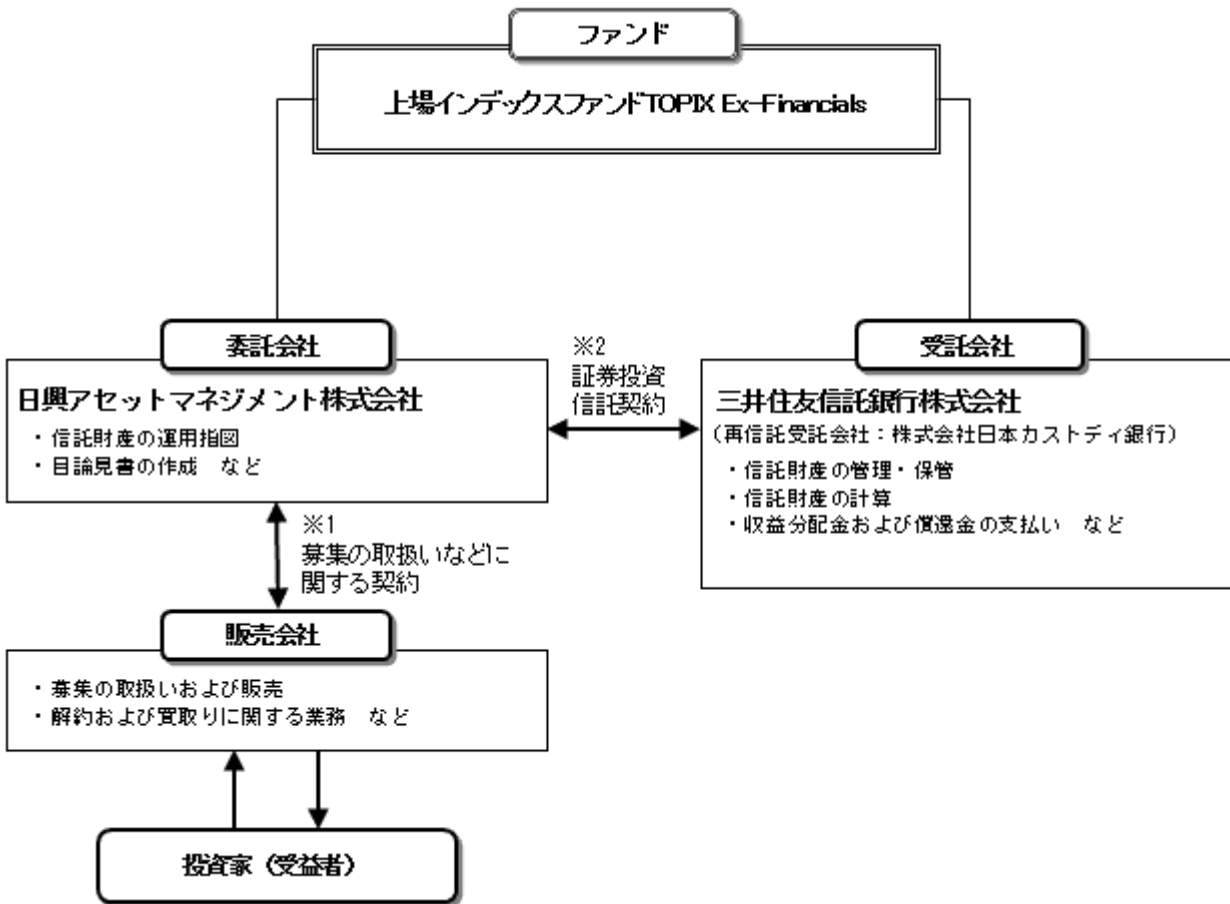 ファンド
上場インデックスファンドTOPIX Ex-Financials
委託会社
日興アセットマネジメント株式会社
・信託財産の運用指図
・目論見書の作成　など
※2
証券投資
信託契約
受託会社
三井住友信託銀行株式会社
（再信託受託会社：株式会社日本カストディ銀行）
・信託財産の管理・保管
・信託財産の計算
・収益分配金および償還金の支払い　など
※1
募集の取扱いなどに
関する契約
販売会社
・募集の取扱いおよび販売
・解約および買取りに関する業務　など
投資家（受益者）